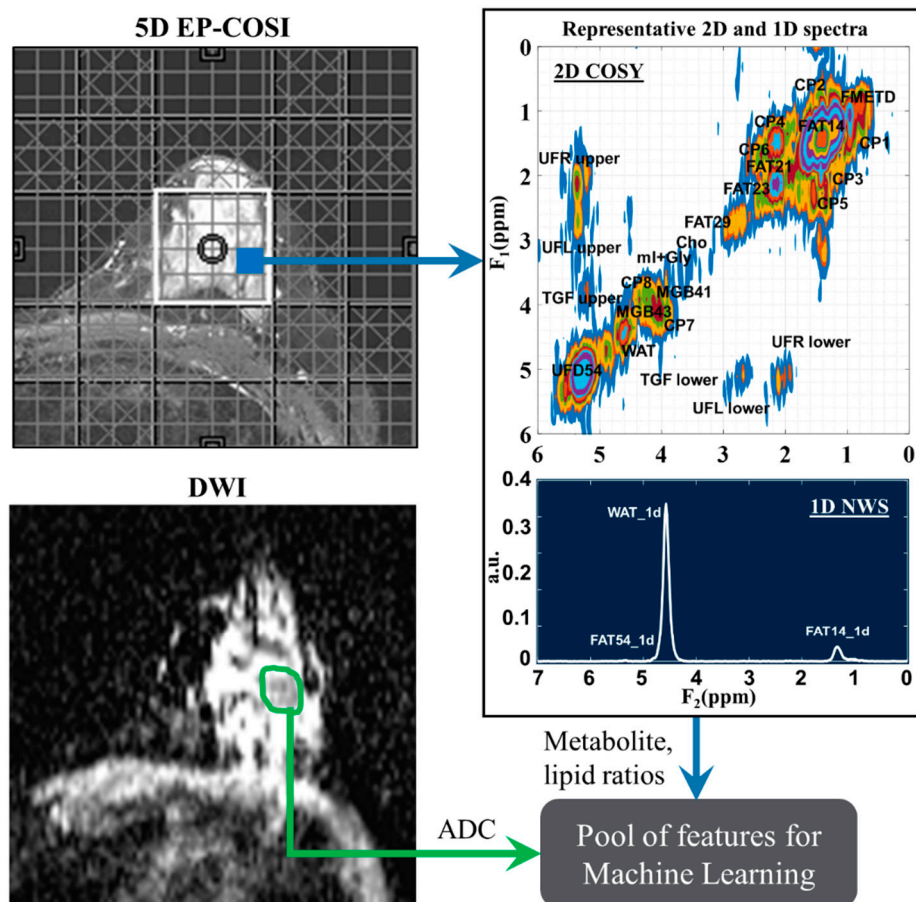 5D EP-COSI
Representative 2D and 1D spectra
2D COSY
0
1
2
3
4
5
6
F₁(ppm)
CP2
FMETD
CP4
FAT14
CP1
CP6
UFR upper
FAT21
CP3
FAT23
CP5
FAT29
UFL upper
Cho
mI+Gly
TGF upper
CP8
MGB41
MGB43
CP7
WAT
UFR lower
UFD54
TGF lower
UFL lower
6 5 4 3 2 1 0
0.4
0.3
0.2
0.1
0
a.u.
1D NWS
WAT_1d
FAT54_1d
FAT14_1d
7 6 5 4 3 2 1 0
F₂(ppm)
DWI
Metabolite,
lipid ratios
ADC
Pool of features for
Machine Learning